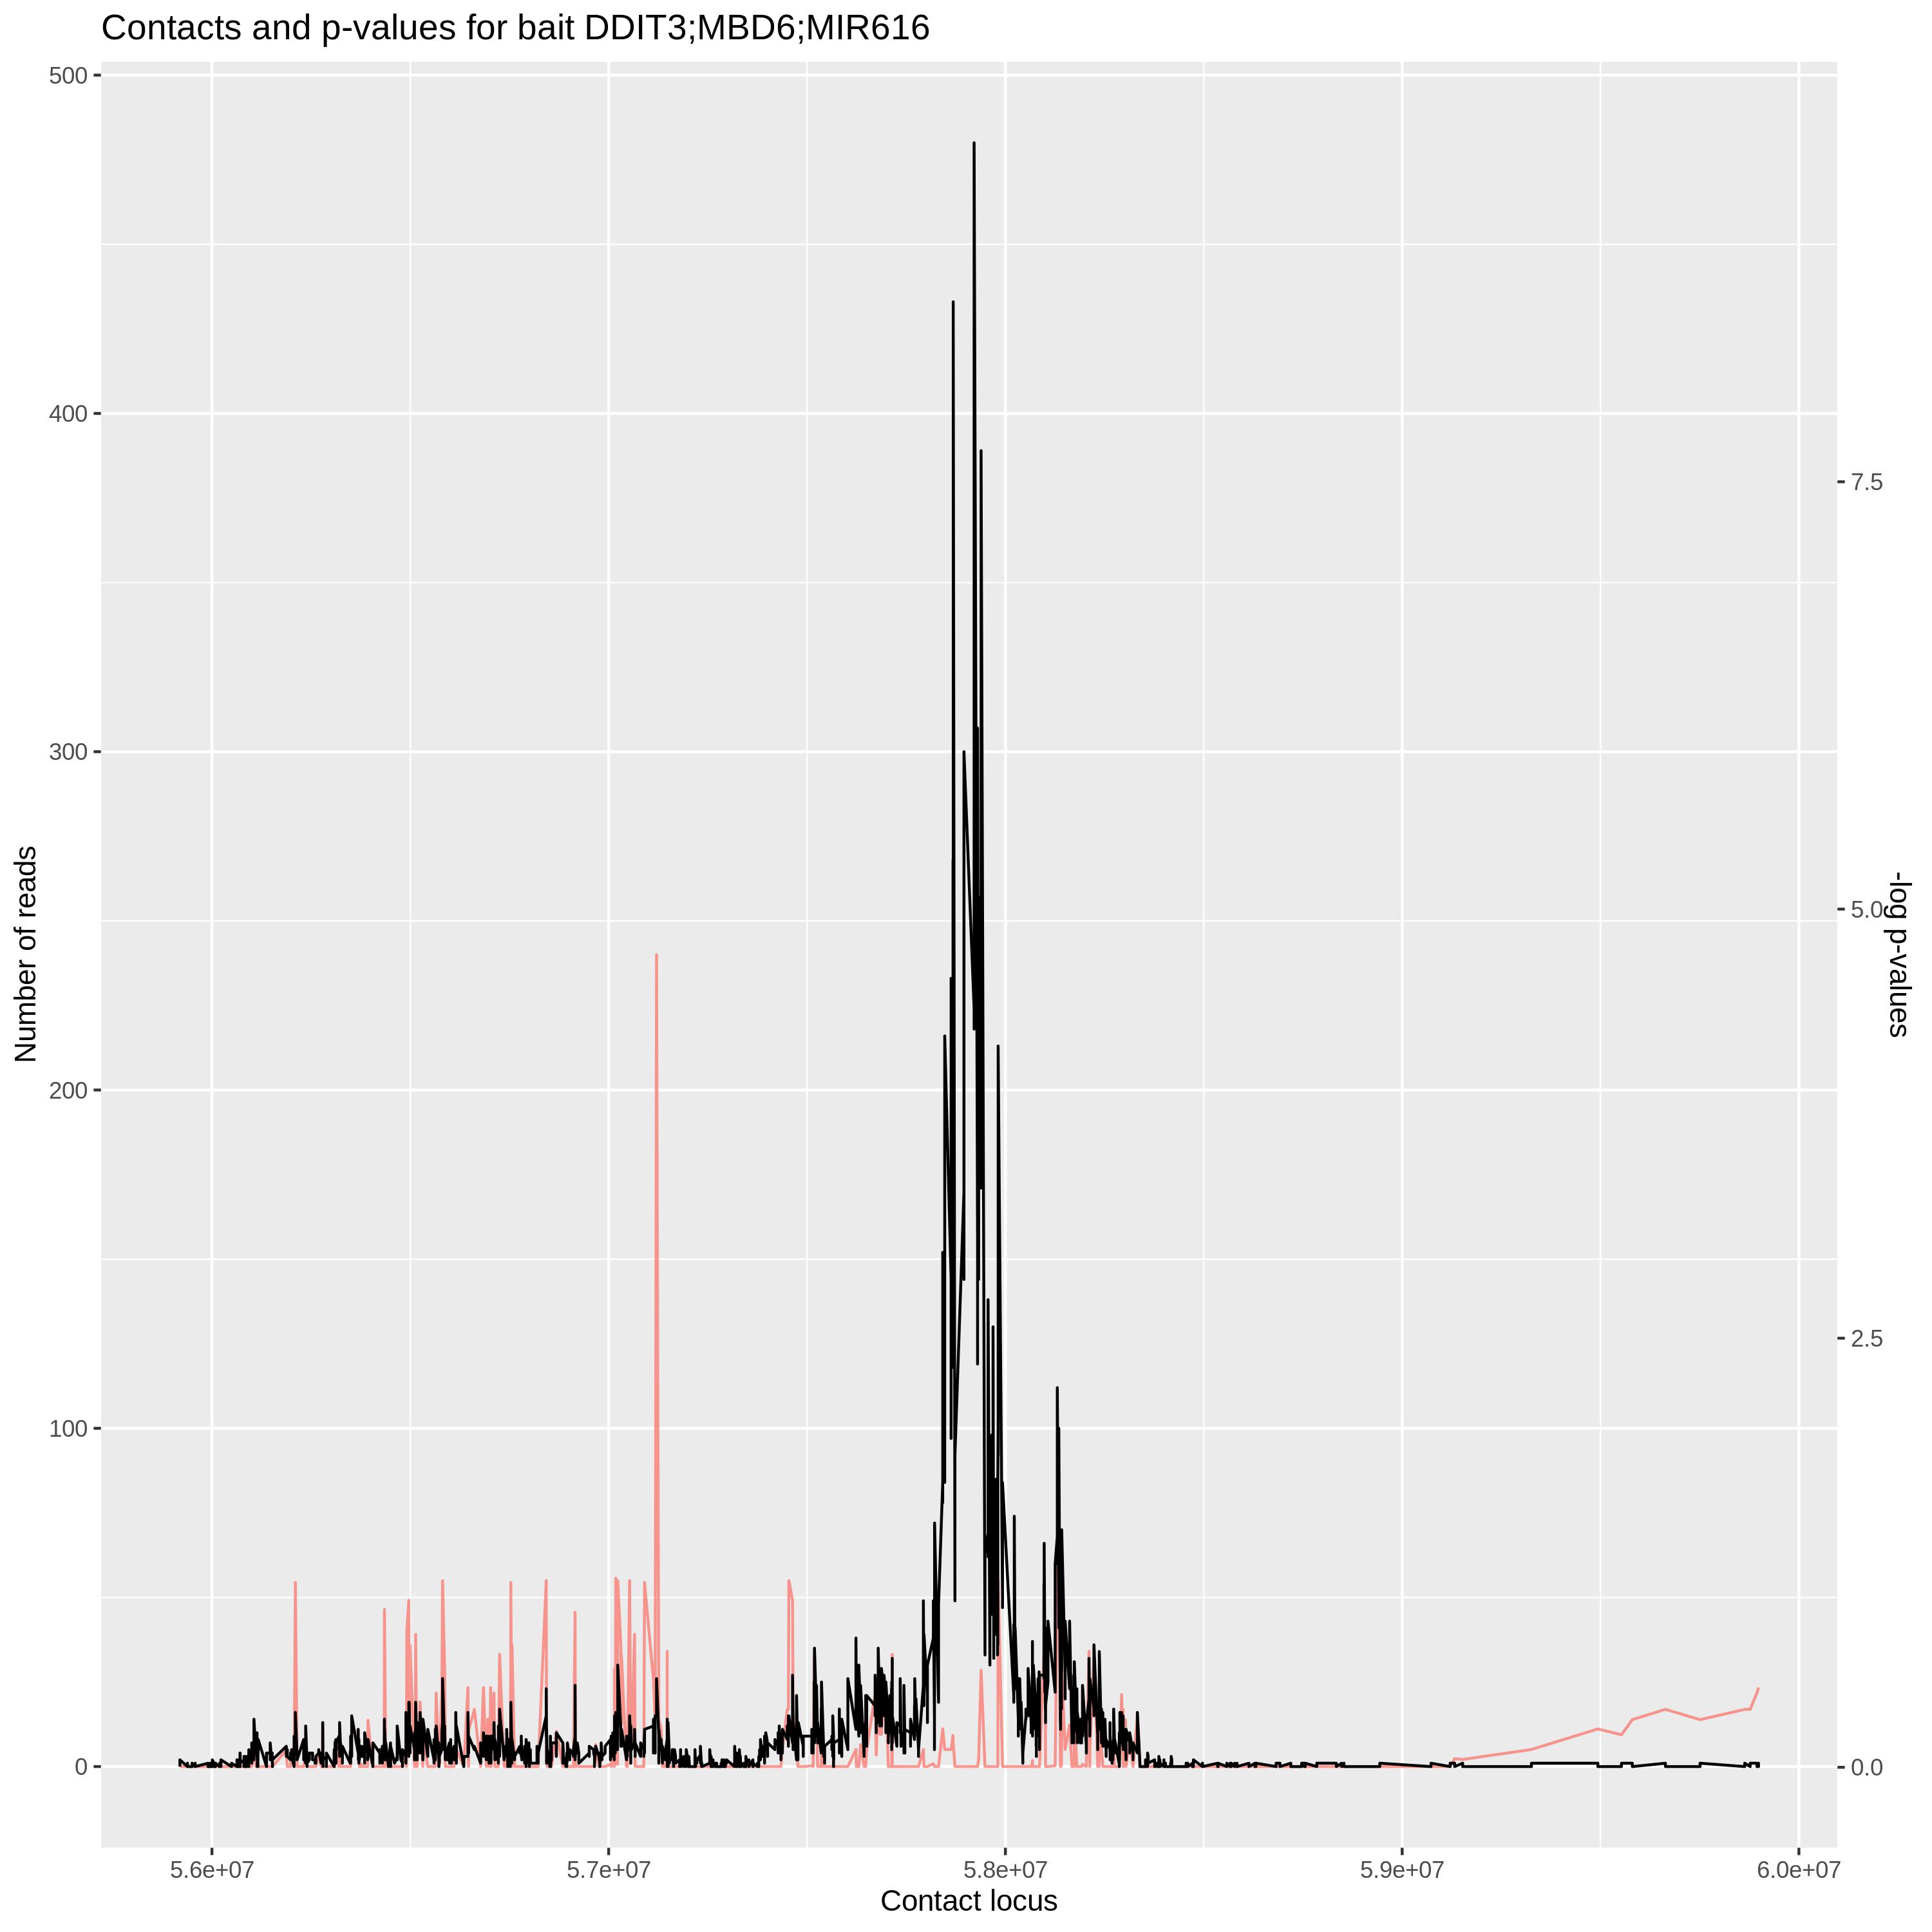 Contacts and p-values for bait DDIT3;MBD6;MIR616
500
400
300
200
100
0
Number of reads
7.5
5.0
2.5
0.0
-log p-values
5.6e+07
5.7e+07
5.8e+07
5.9e+07
6.0e+07
Contact locus